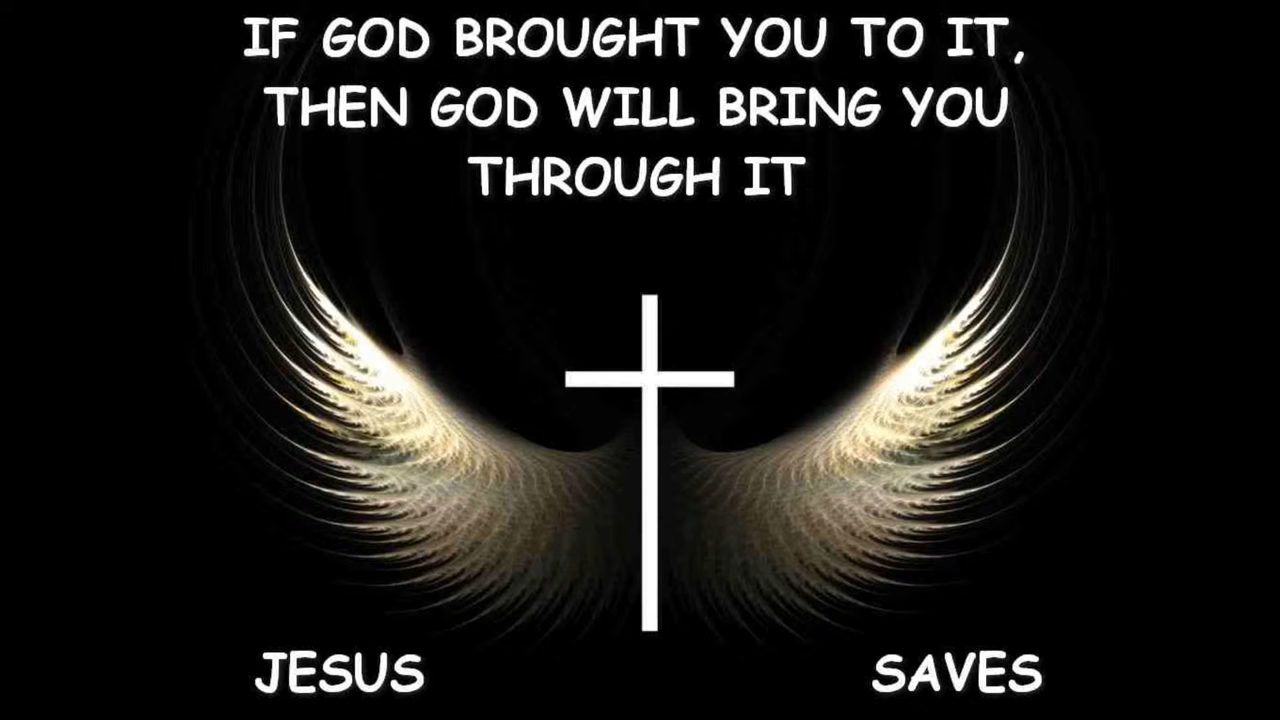 IF GOD BROUGHT YOU TO IT,
THEN GOD WILL BRING YOU
THROUGH IT
JESUS SAVES